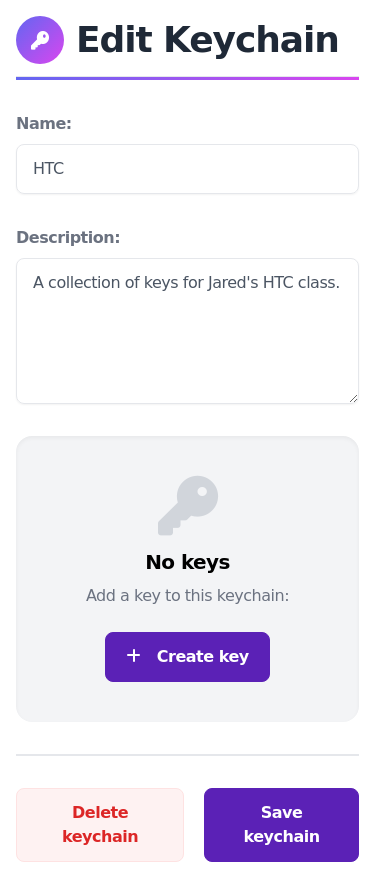 Edit Keychain
Name:
HTC
Description:
A collection of keys for Jared's HTC class.
No keys
Add a key to this keychain:
+ Create key
Delete
keychain
Save
keychain